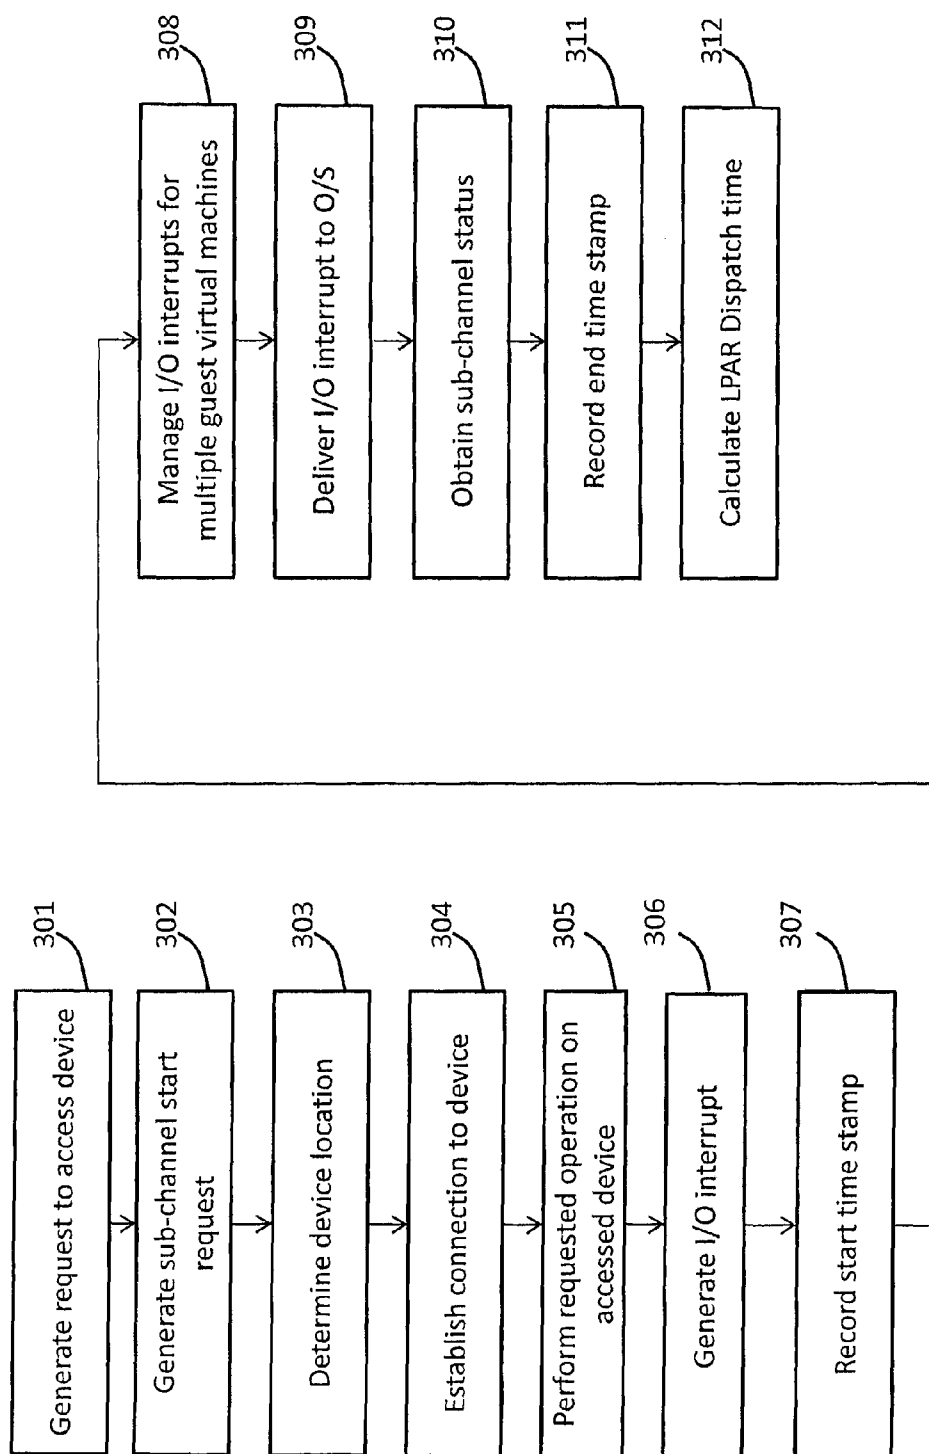 Generate request to access device
301
Generate sub-channel start
request
302
Determine device location
303
Establish connection to device
304
Perform requested operation on
accessed device
305
Generate I/O interrupt
306
Record start time stamp
307
Manage I/O interrupts for
multiple guest virtual machines
308
Deliver I/O interrupt to O/S
309
Obtain sub-channel status
310
Record end time stamp
311
Calculate LPAR Dispatch time
312